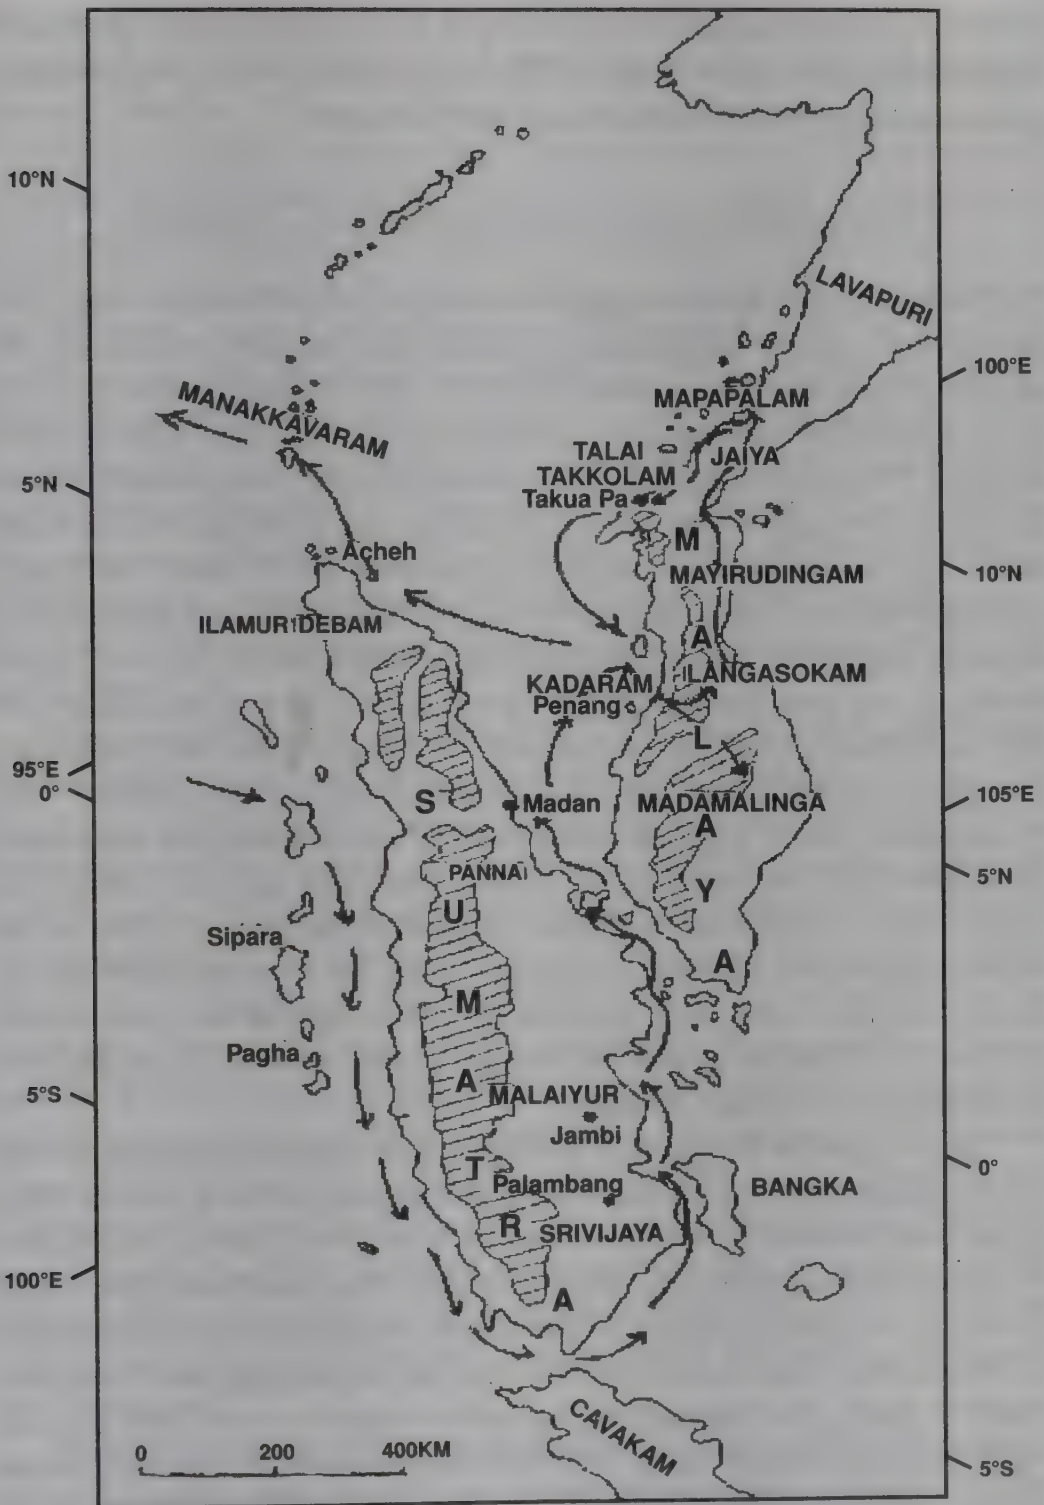 10°N
LAVAPURI
100°E
MANAKKAVARAM
MAPAPALAM
TALAI
TAKKOLAM
JAIYA
Takua Pa
5°N
M
Acheh
MAYIRUDINGAM
10°N
ILAMURIDEBAM
A
KADARAM
ILANGASOKAM
Penang
L
95°E
0°
S
Madan
MADAMALINGA
105°E
A
PANNAI
5°N
U
Y
Sipara
A
M
Pagha
A
MALAIYUR
5°S
Jambi
T
Palambang
BANGKA
0°
R
SRIVIJAYA
100°E
A
CAVAKAM
0
200
400KM
5°S